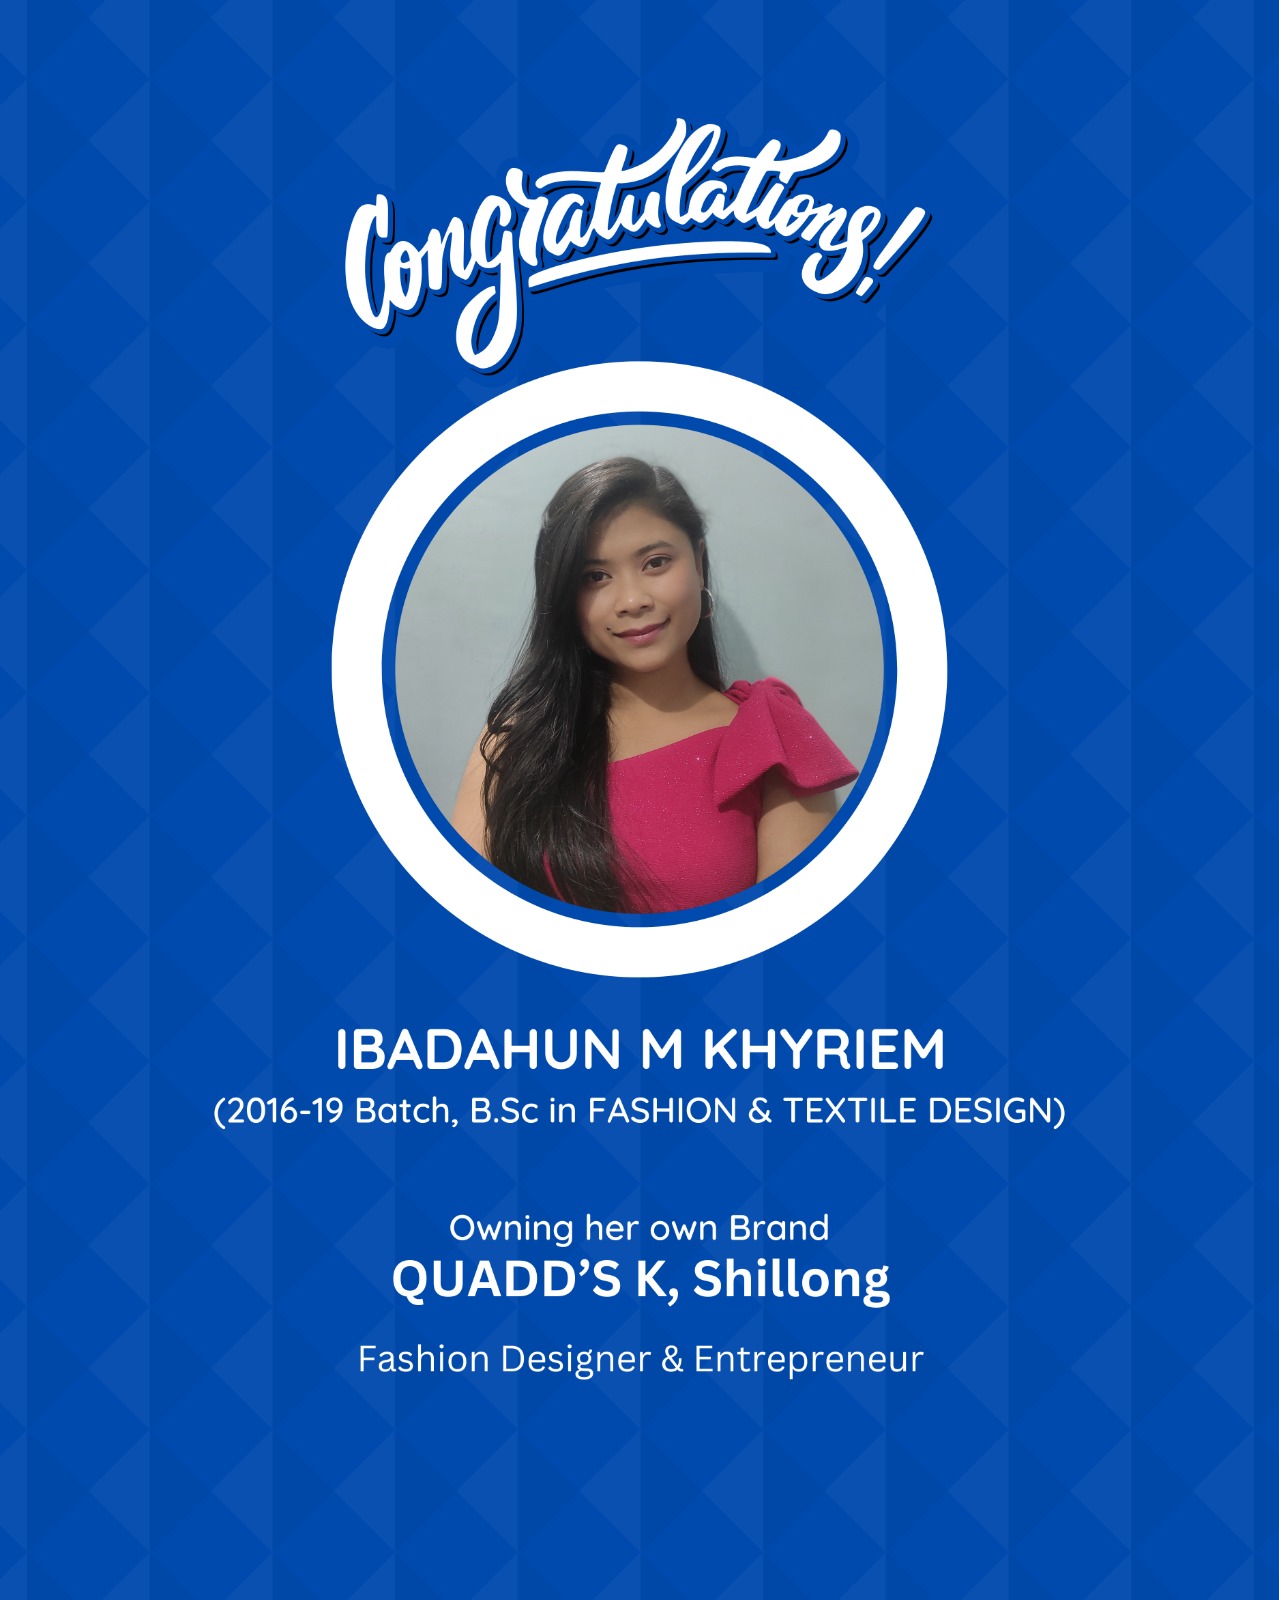 Congratulations!
IBADAHUN M KHYRIEM
(2016-19 Batch, B.Sc in FASHION & TEXTILE DESIGN)
Owning her own Brand
QUADD’S K, Shillong
Fashion Designer & Entrepreneur